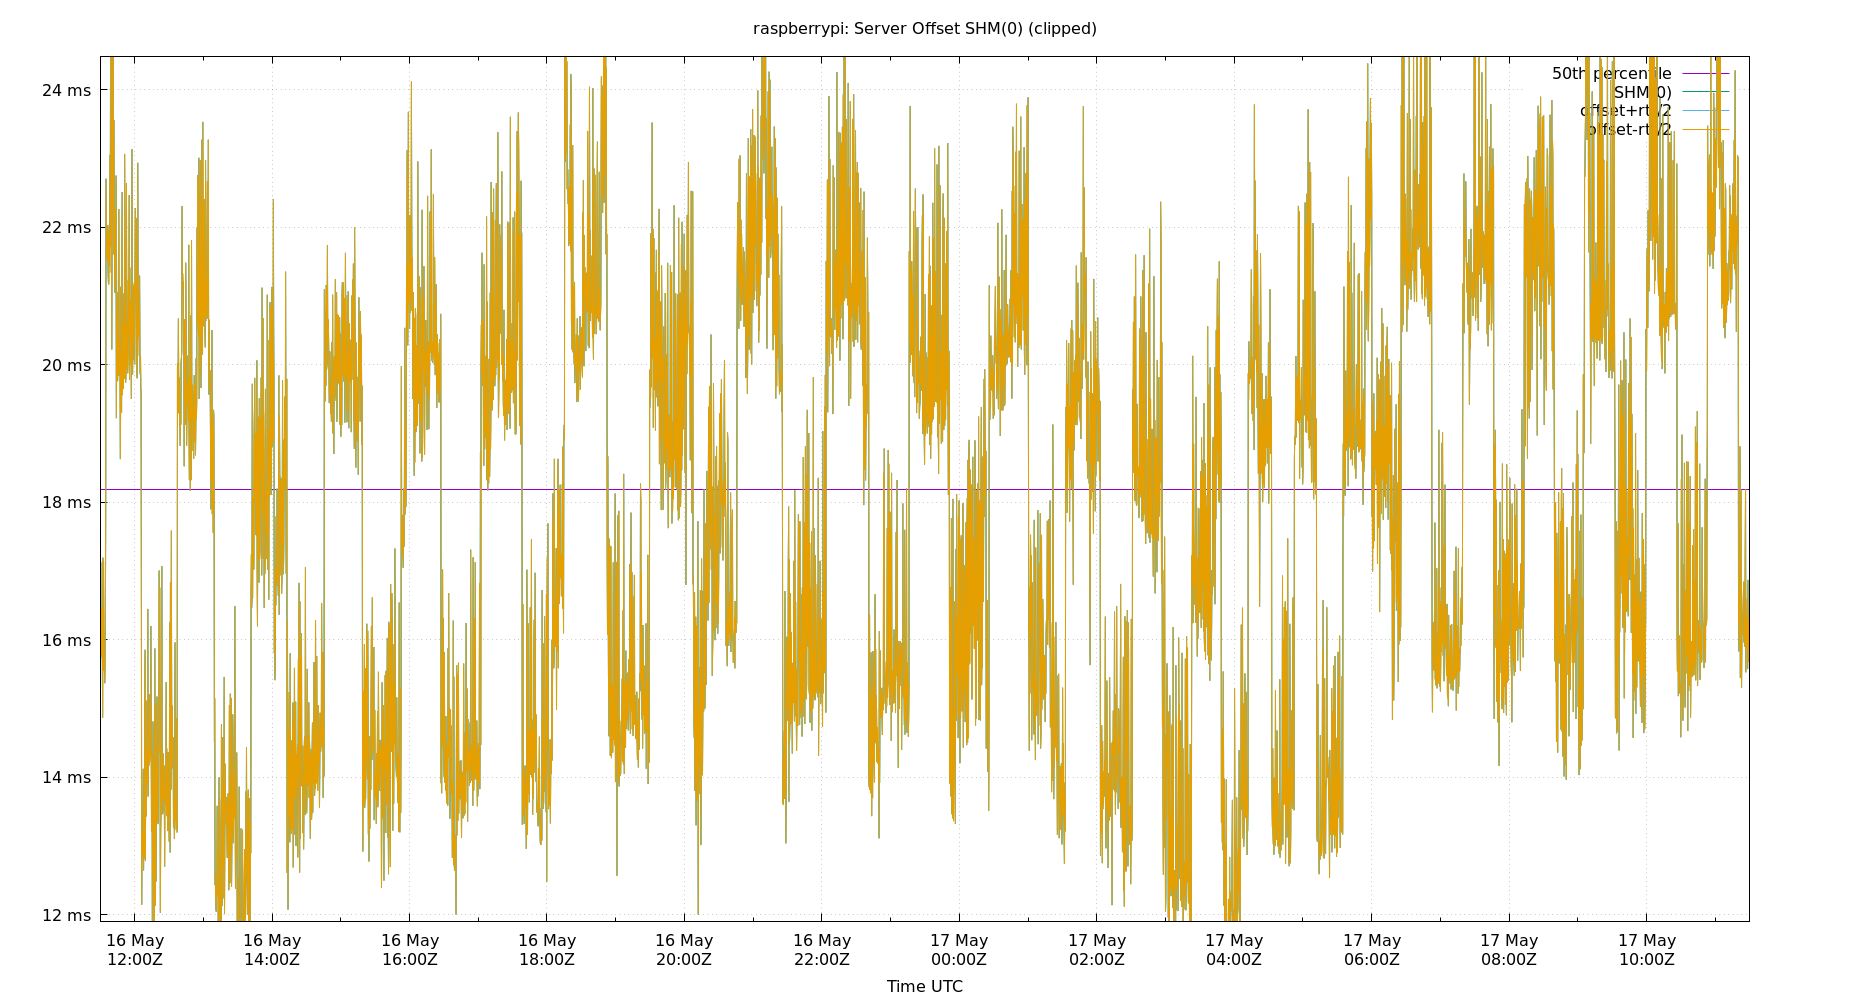 raspberrypi: Server Offset SHM(0) (clipped)
50th percentile
SHM(0)
offset+rtt/2
offset-rtt/2
24 ms
22 ms
20 ms
18 ms
16 ms
14 ms
12 ms
16 May 16 May 16 May 16 May 16 May 16 May 17 May 17 May 17 May 17 May 17 May 17 May
12:00Z 14:00Z 16:00Z 18:00Z 20:00Z 22:00Z 00:00Z 02:00Z 04:00Z 06:00Z 08:00Z 10:00Z
Time UTC